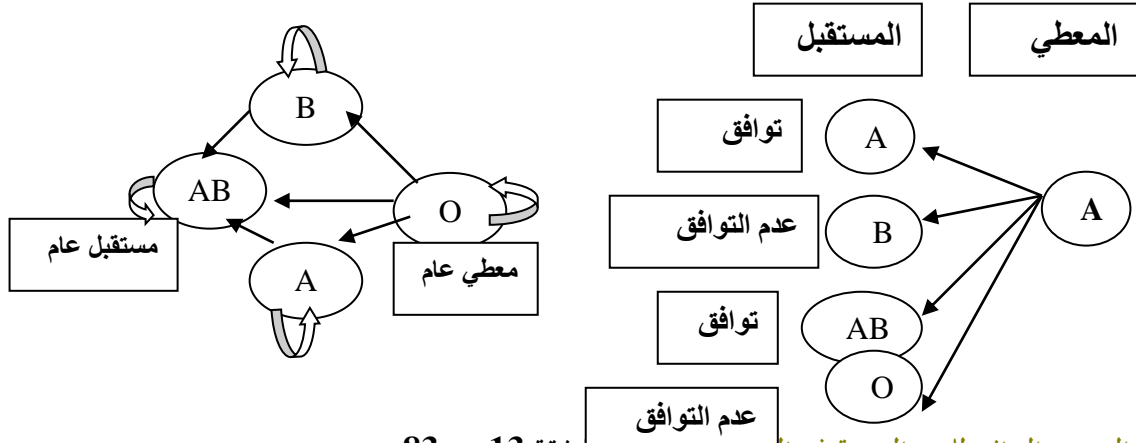 المعطي
المستقبل
A
توافق
A
B
عدم التوافق
AB
توافق
O
عدم التوافق
B
AB
O
A
مستقبل عام
معطي عام